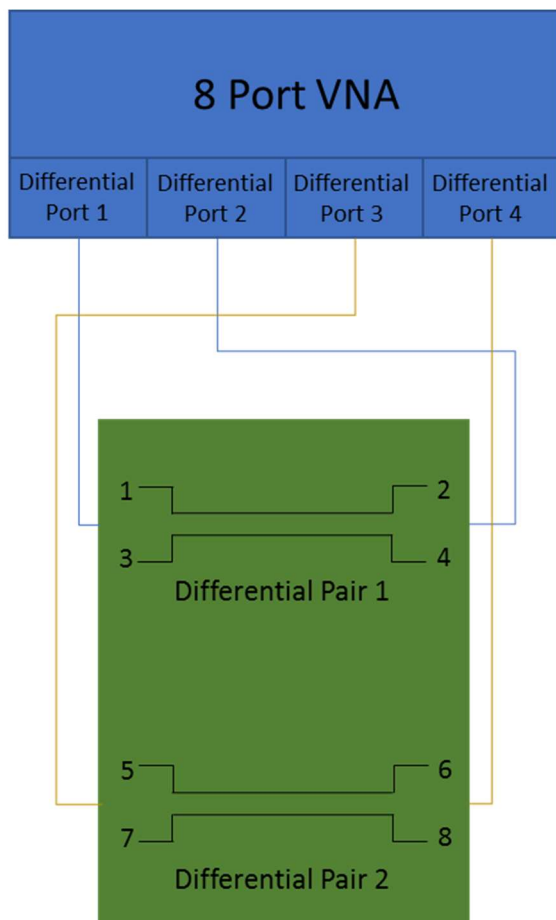 8 Port VNA
Differential Port 1
Differential Port 2
Differential Port 3
Differential Port 4
1
2
3
4
Differential Pair 1
5
6
7
8
Differential Pair 2